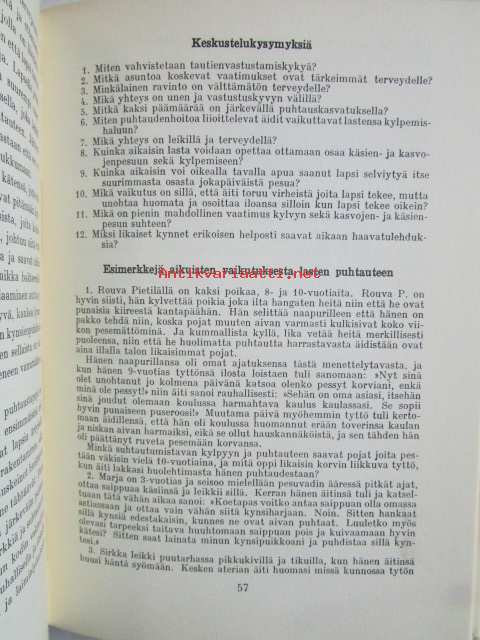 Keskustelukysymyksiä
1. Miten vahvistetaan tautienvastustamiskykyä?
2. Mitkä asuntoa koskevat vaatimukset ovat tärkeimmät terveydelle?
3. Minkälainen ravinto on välttämätön terveydelle?
4. Mikä yhteys on unen ja vastustuskyvyn välillä?
5. Mitkä kaksi päämäärää on järkevällä puhtauskasvatuksella?
6. Miten puhtaudenhoitoa liioittelevat äidit vaikuttavat lastensa kylpemis-
haluun?
7. Mikä yhteys on leikillä ja terveydellä?
8. Kuinka aikaisin lasta voidaan opettaa ottamaan osaa käsien- ja kasvo-
jenpesuun sekä kylpemiseen?
9. Kuinka aikaisin voi oikealla tavalla apua saanut lapsi selviytyä itse
suurimmasta osasta jokapäiväistä pesua?
10. Mikä vaikutus on sillä, että äiti toruu virheistä joita lapsi tekee, mutta
unohtaa huomata ja osoittaa iloansa silloin kun lapsi tekee oikein?
11. Mikä on pienin mahdollinen vaatimus kylvyn sekä kasvojen- ja käsien-
pesun suhteen?
12. Miksi likaiset kynnet erikoisen helposti saavat aikaan haavatulehduk-
sia?
Antikvariaatti.net
Esimerkkejä aikuisten vaikutuksesta lasten puhtauteen
1. Rouva Pietilällä on kaksi poikaa, 8- ja 10-vuotiaita. Rouva P. on
hyvin siisti, hän kylvettää poikia joka ilta hangaten heitä niin että he ovat
punaisia kiireestä kantapäähän. Hän selittää naapurilleen että hänen on
pakko tehdä niin, koska pojat muuten aivan varmasti kulkisivat koko vii-
kon pesemättöminä. Ja kummallista kyllä, lika vetää heitä merkillisesti
puoleensa, niin että he huolimatta puhtautta harrastavasta äidistään ovat
aina illalla talon likaisimmat pojat.
Hänen naapurillansa oli omat ajatuksensa tästä menettelytavasta, ja
kun hänen 9-vuotias tyttönsä ilosta loistaen tuli sanomaan: »Nyt sinä
olet unohtanut jo kolmena päivänä katsoa olenko pessyt korviani, enkä
minä ole pessyt!» niin äiti sanoi rauhallisesti: »Sehän on oma asiasi, itsehän
sinä joudut olemaan koulussa harmahtava kaulus kaulassasi. Se sopii
hyvin punaiseen puseroosi!» Muutama päivä myöhemmin tyttö tuli kerto-
maan äidillensä, että hän oli koulussa huomannut erään toverinsa kaulan
ja niskan aivan harmaiksi, eikä se ollut hauskannäköistä, ja sen tähden hän
oli päättänyt ruveta pesemään korvansa.
Minkä suhtautumistavan kylpyyn ja puhtauteen saavat pojat joita pes-
tään väkisin vielä 10-vuotiaina, ja mitä oppi likaisin korvin liikkuva tyttö,
kun äiti lakkasi huolehtimasta hänen puhtaudestaan?
2. Marja on 3-vuotias ja seisoo mielellään pesuvadin ääressä pitkät ajat,
ottaa saippuaa käsiinsä ja leikkii sillä. Kerran hänen äitinsä tuli ja katsel-
tuaan tätä vähän aikaa sanoi: »Koetapas voitko antaa saippuan olla omassa
astiassaan ja ottaa vain vähän siitä kynsiharjaan. Noin. Sitten hankaat
sillä kynsiä edestakaisin, kunnes ne ovat aivan puhtaat. Luuletko myös
olevasi tarpeeksi taitava huuhtomaan saippuan pois ja kuivaamaan hyvin
kätesi? Sitten saat lainata minun kynsipuikkoani ja puhdistaa sillä kyn-
tesi.»
3. Sirkka leikki puutarhassa pikkukivillä ja tikuilla, kun hänen äitinsä
huusi häntä syömään. Kesken aterian äiti huomasi missä kunnossa tytön
57